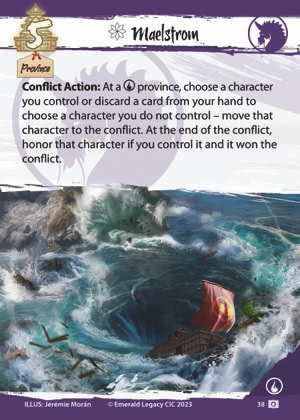 5
Maelstrom
Province
Conflict Action: At a province, choose a character
you control or discard a card from your hand to
choose a character you do not control – move that
character to the conflict. At the end of the conflict,
honor that character if you control it and it won the
conflict.
ILLUS: Jérémie Morán © Emerald Legacy CIC 2023 38